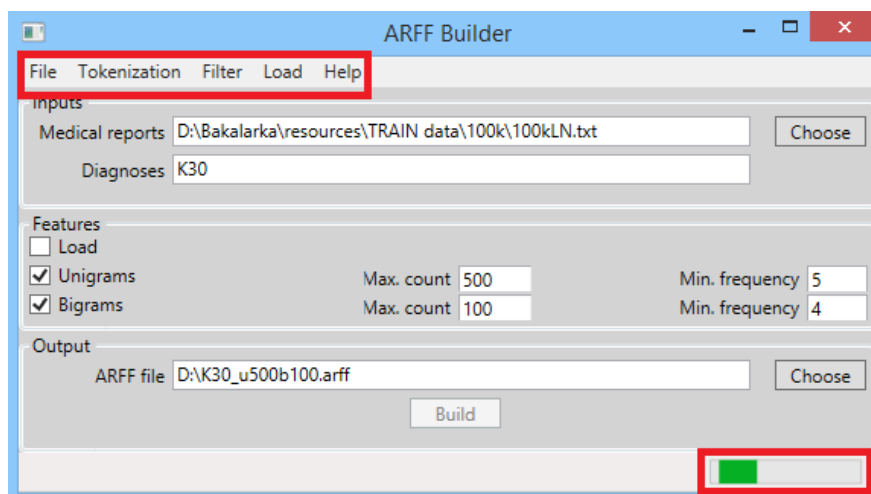 ARFF Builder
File Tokenization Filter Load Help
Inputs
Medical reports D:\Bakalarka\resources\TRAIN data\100k\100kLN.txt Choose
Diagnoses K30
Features
Load
Unigrams Max. count 500 Min. frequency 5
Bigrams Max. count 100 Min. frequency 4
Output
ARFF file D:\K30_u500b100.arff Choose
Build